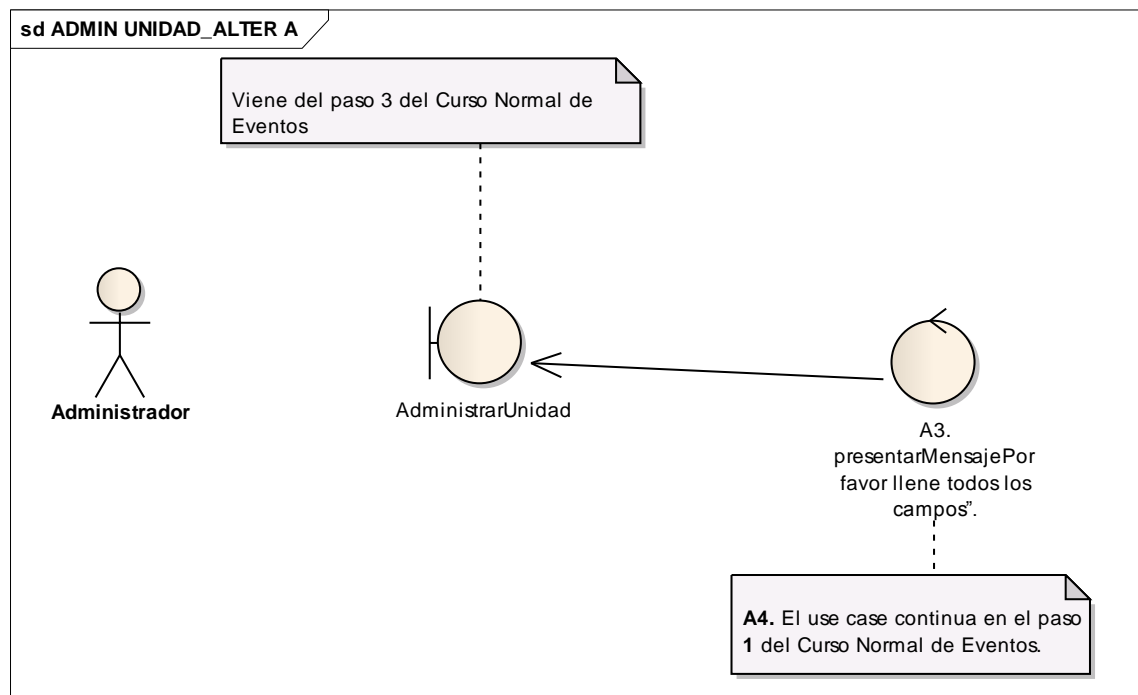 sd ADMIN UNIDAD_ALTER A
Viene del paso 3 del Curso Normal de
Eventos
Administrador
AdministrarUnidad
A3.
presentarMensajePor
favor llene todos los
campos”.
A4. El use case continua en el paso
1 del Curso Normal de Eventos.